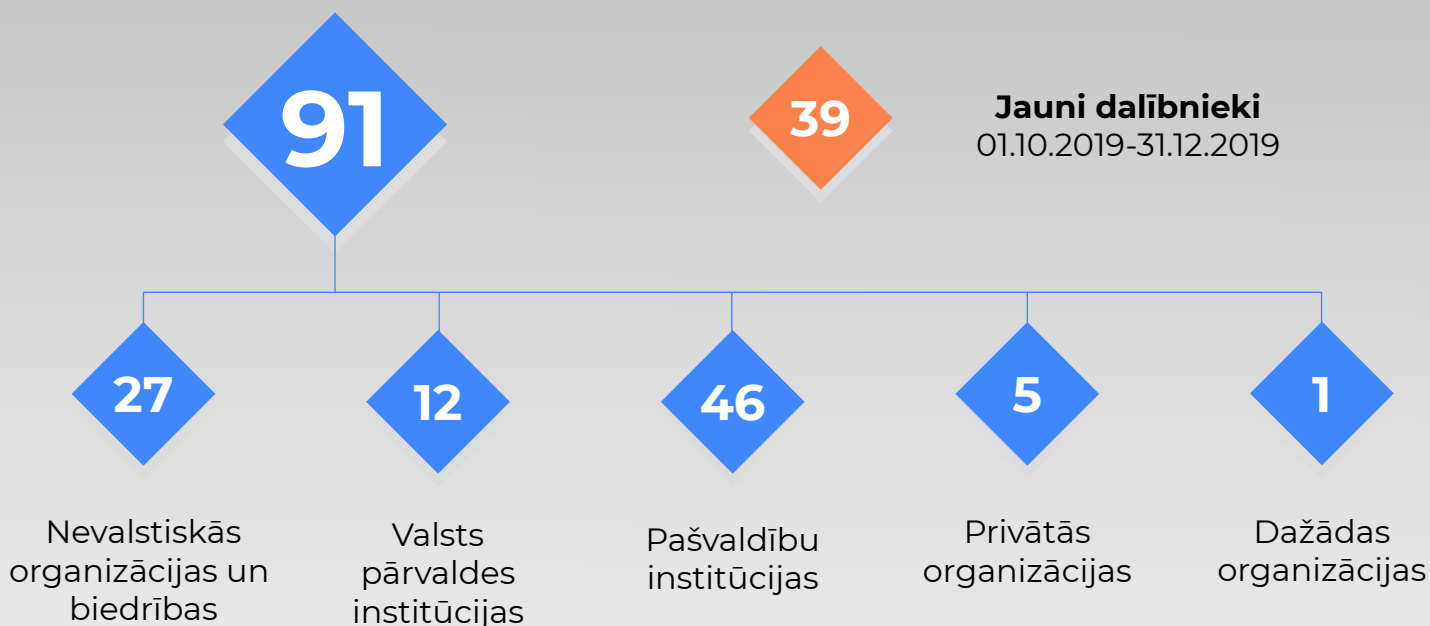 91
39
Jauni dalībnieki
01.10.2019-31.12.2019
27
12
46
5
1
Nevalstiskās
organizācijas un
biedrības
Valsts
pārvaldes
institūcijas
Pašvaldību
institūcijas
Privātās
organizācijas
Dažādas
organizācijas